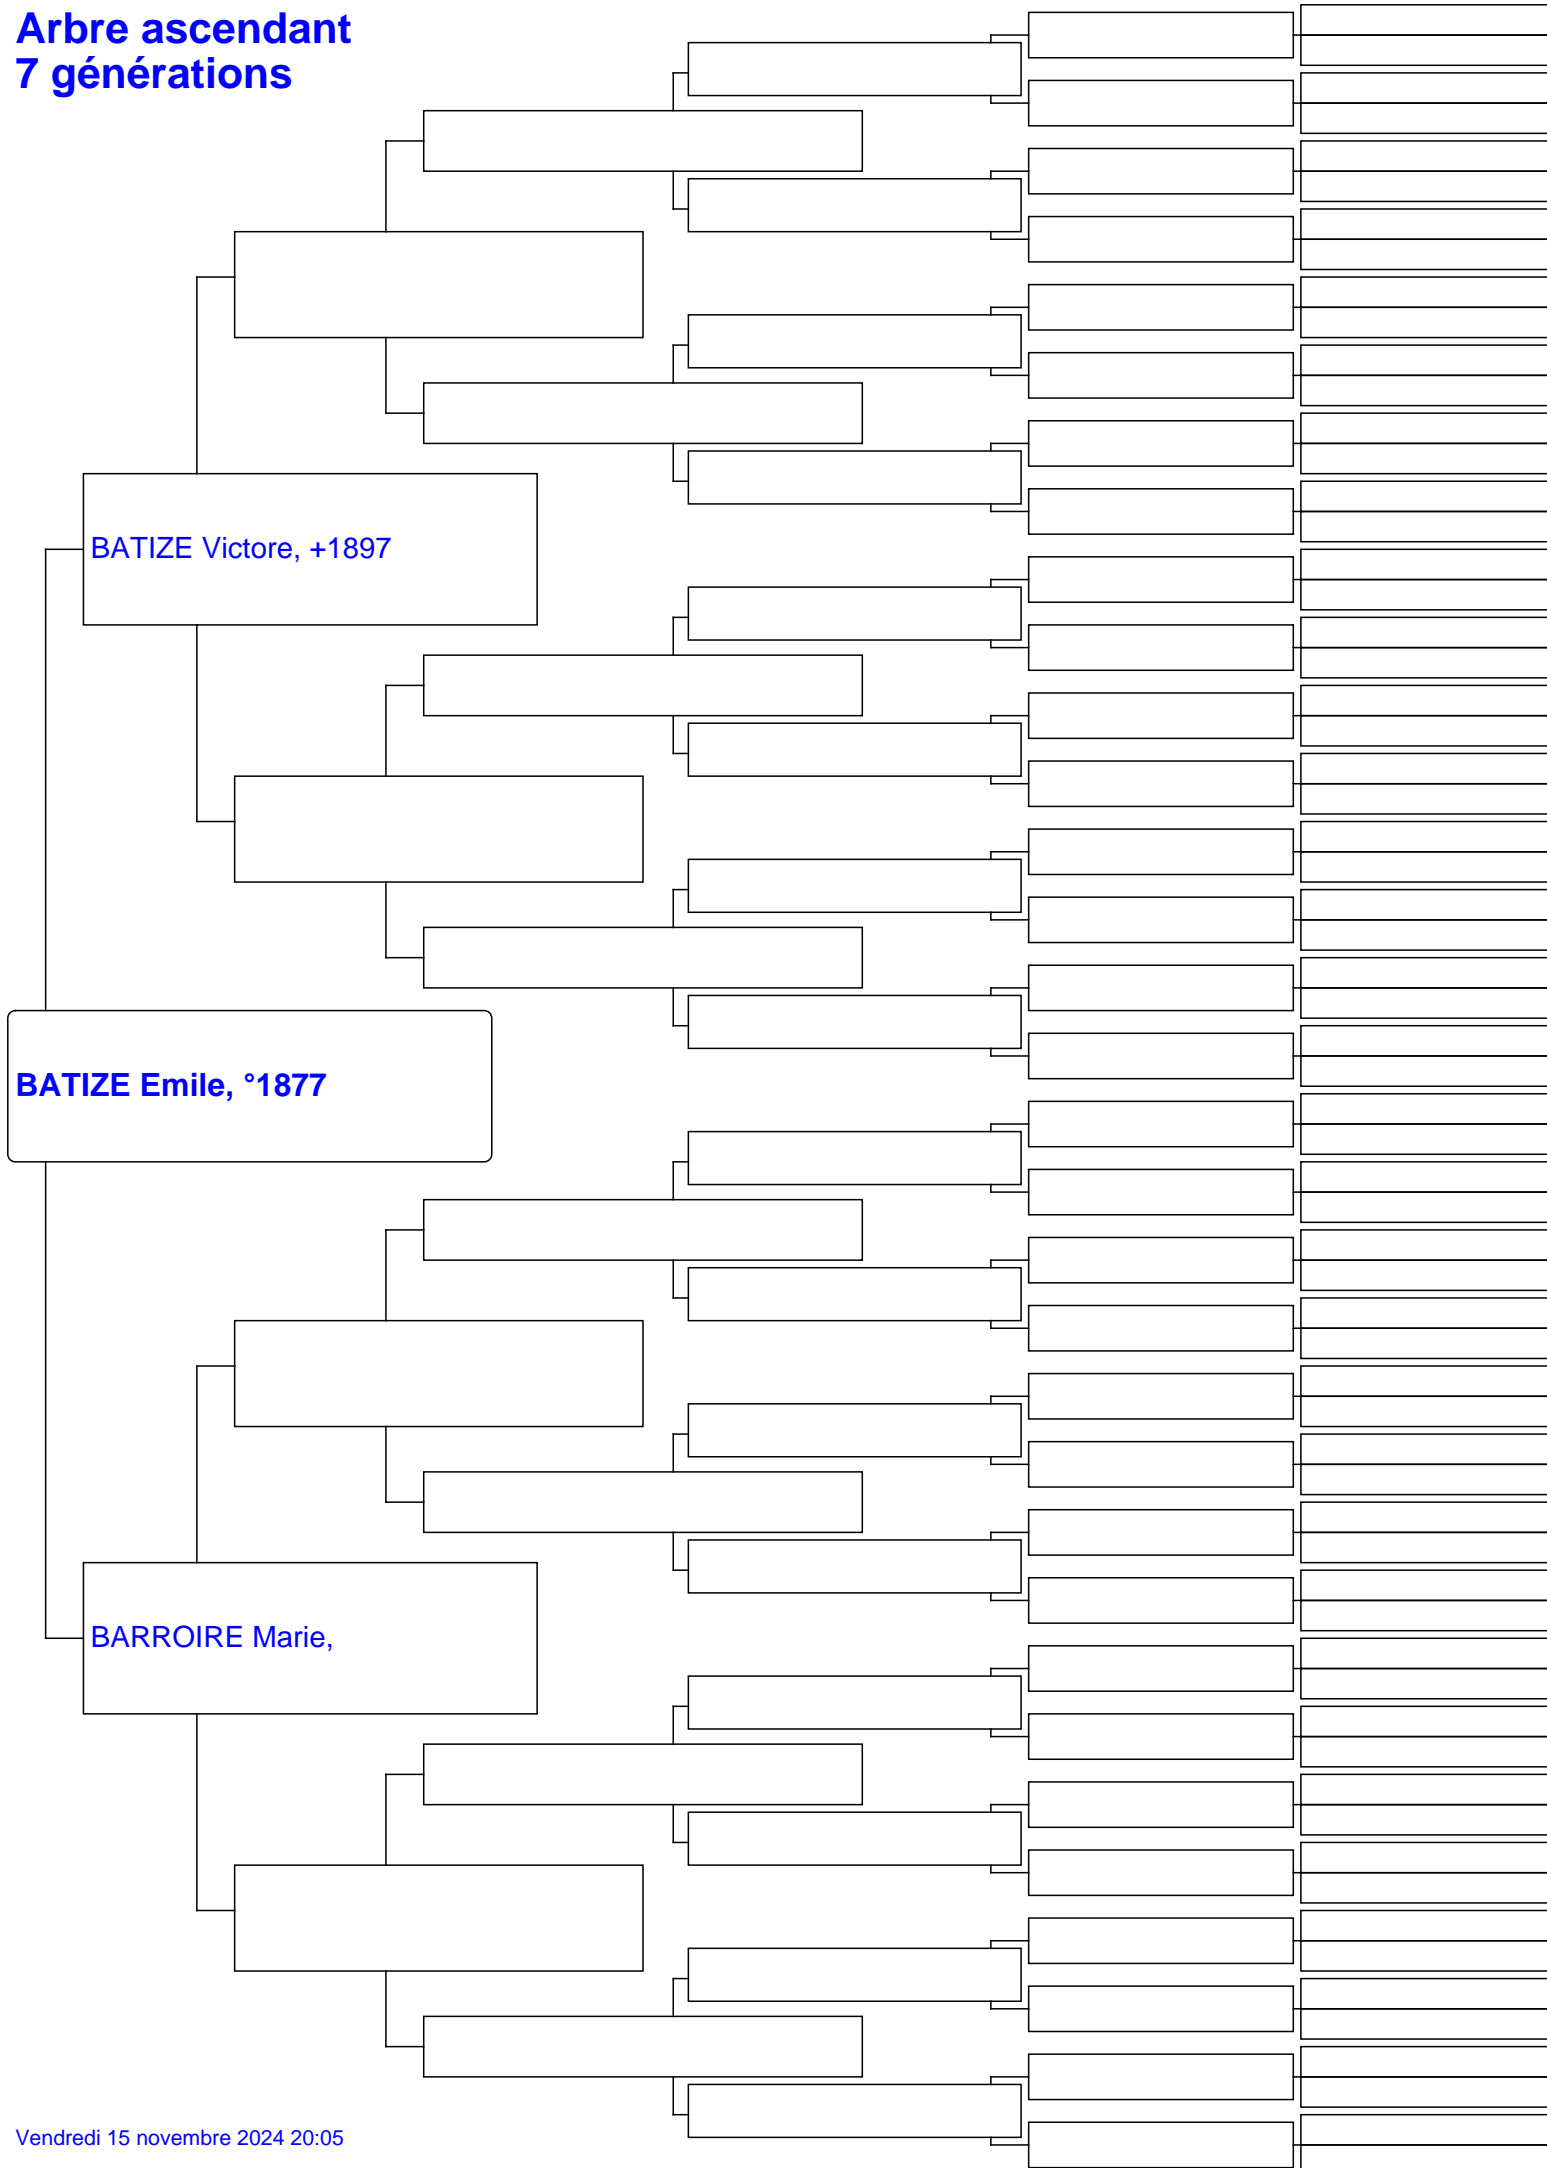 Arbre ascendant
7 générations
BATIZE Victore, +1897
BATIZE Emile, °1877
BARROIRE Marie,
Vendredi 15 novembre 2024 20:05